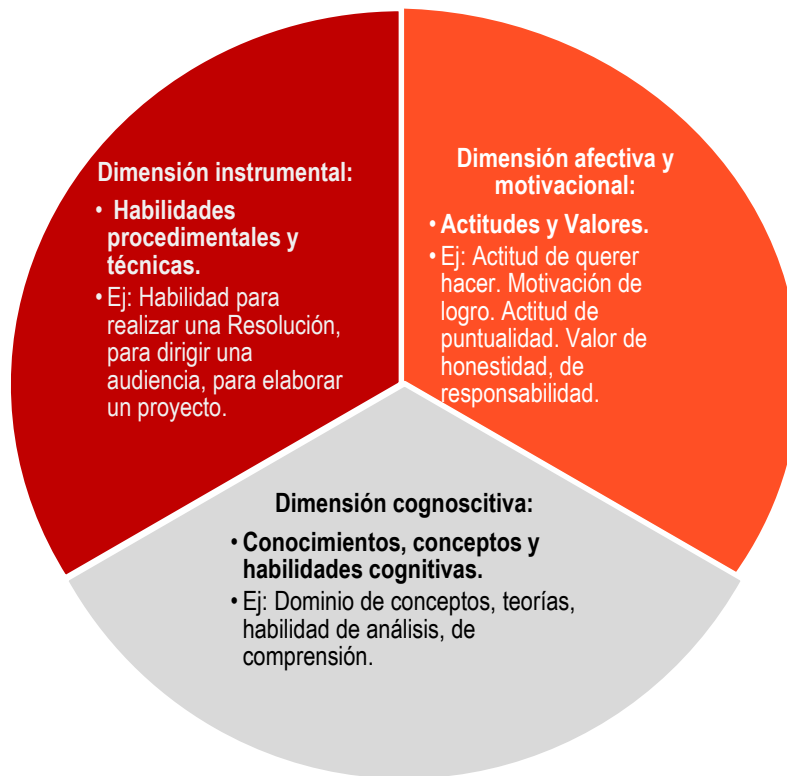 Dimensión instrumental:
• Habilidades
procedimentales y
técnicas.
• Ej: Habilidad para
realizar una Resolución,
para dirigir una
audiencia, para elaborar
un proyecto.
Dimensión afectiva y
motivacional:
• Actitudes y Valores.
• Ej: Actitud de querer
hacer. Motivación de
logro. Actitud de
puntualidad. Valor de
honestidad, de
responsabilidad.
Dimensión cognoscitiva:
• Conocimientos, conceptos y
habilidades cognitivas.
• Ej: Dominio de conceptos, teorías,
habilidad de análisis, de
comprensión.